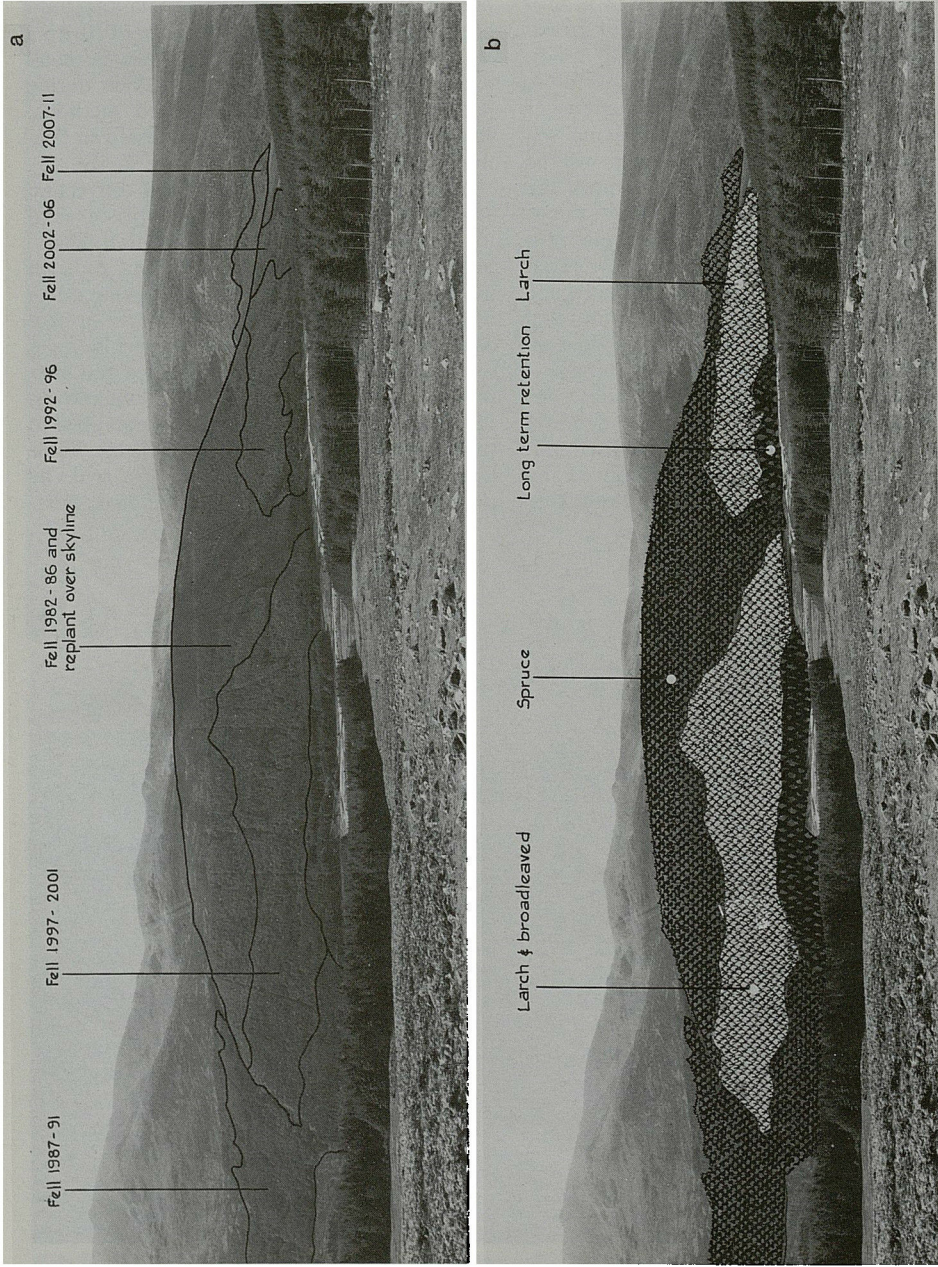 a
Fell 1987-91
Fell 1997-2001
Fell 1982-86 and
replant over skyline
Fell 1992-96
Fell 2002-06
Fell 2007-11
b
Larch & broadleaved
Spruce
Long term retention
Larch